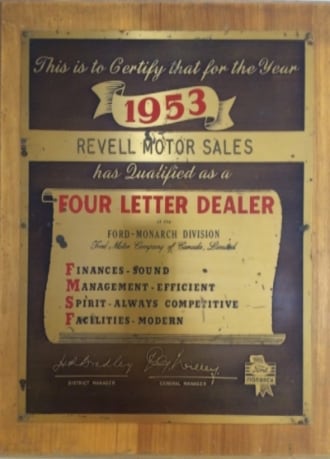 This is to Certify that for the Year
1953
REVELL MOTOR SALES
has Qualified as a
FOUR LETTER DEALER
of the
FORD-MONARCH DIVISION
Ford Motor Company of Canada, Limited
FINANCES - SOUND
MANAGEMENT - EFFICIENT
SPIRIT - ALWAYS COMPETITIVE
FACILITIES - MODERN
DISTRICT MANAGER
GENERAL MANAGER
Ford
MONARCH